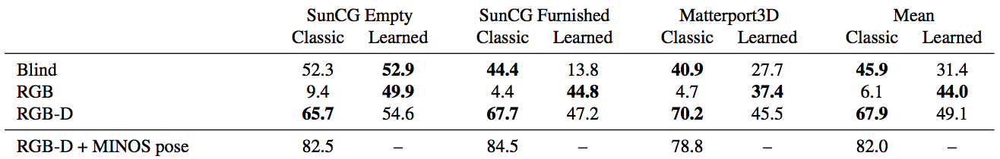 SunCG Empty SunCG Furnished Matterport3D Mean
Classic Learned Classic Learned Classic Learned Classic Learned
Blind 52.3 52.9 44.4 13.8 40.9 27.7 45.9 31.4
RGB 9.4 49.9 4.4 44.8 4.7 37.4 6.1 44.0
RGB-D 65.7 54.6 67.7 47.2 70.2 45.5 67.9 49.1
RGB-D + MINOS pose 82.5 – 84.5 – 78.8 – 82.0 –